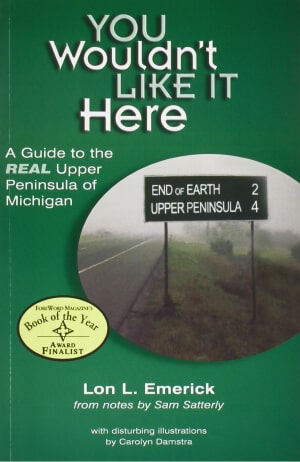 YOU
Wouldn't
LIKE IT
Here
A Guide to the
REAL Upper
Peninsula of
Michigan
END OF EARTH 2
UPPER PENINSULA 4
FOREWORD MAGAZINE'S
Book of the Year
AWARD
FINALIST
Lon L. Emerick
from notes by Sam Satterly
with disturbing illustrations
by Carolyn Damstra